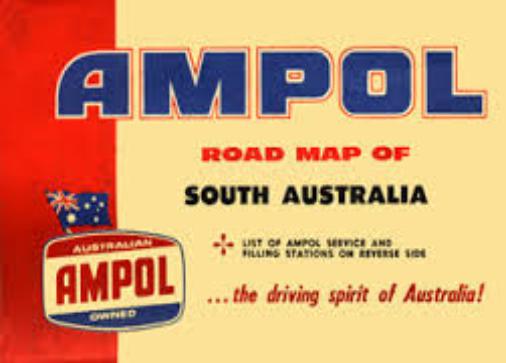 AMPOL
ROAD MAP OF
SOUTH AUSTRALIA
LIST OF AMPOL SERVICE AND
FILLING STATIONS ON REVERSE SIDE
AUSTRALIAN
AMPOL
OWNED
...the driving spirit of Australia!